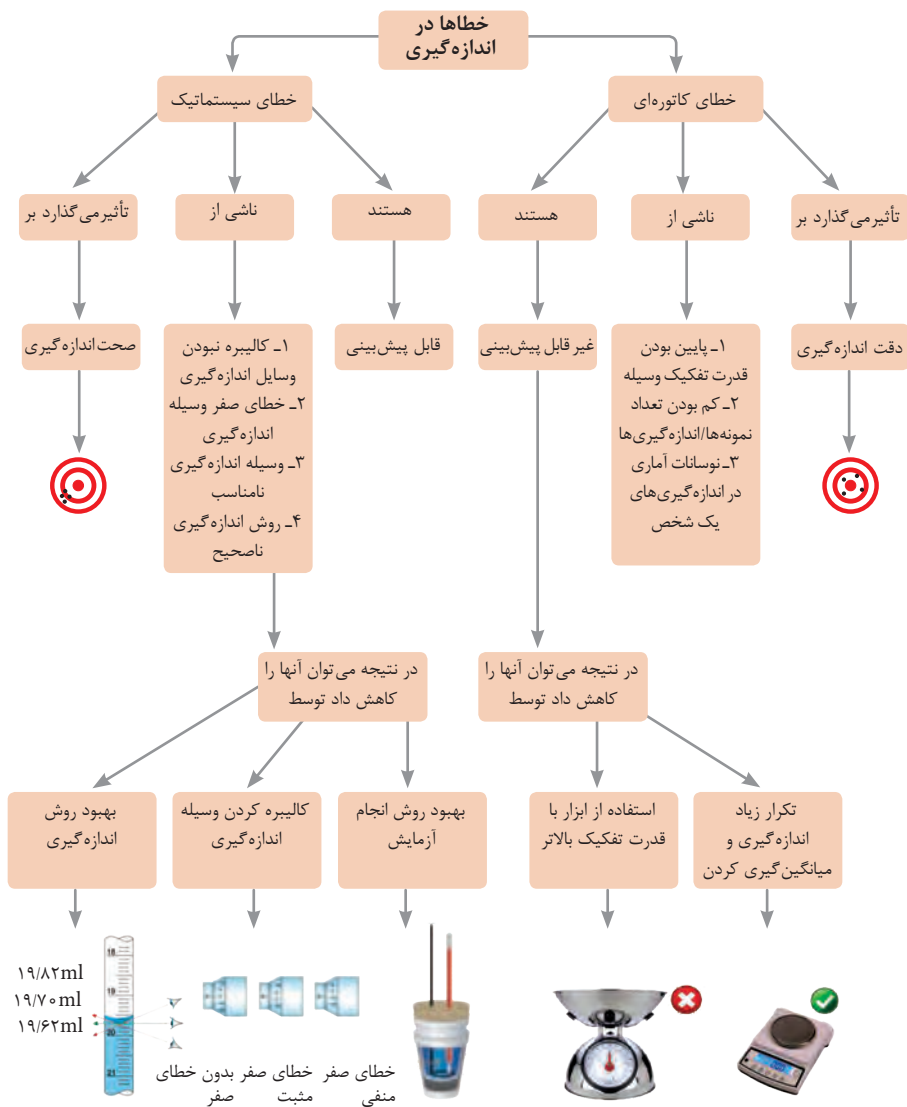 خطاها در
اندازه‌گیری
خطای کاتوره‌ای
خطای سیستماتیک
تأثیرمی‌گذارد بر
ناشی از
هستند
هستند
ناشی از
تأثیرمی‌گذارد بر
دقت اندازه‌گیری
۱ـ پایین بودن
قدرت تفکیک وسیله
۲ـ کم بودن تعداد
نمونه‌ها/اندازه‌گیری‌ها
۳ـ نوسانات آماری
در اندازه‌گیری‌های
یک شخص
غیر قابل پیش‌بینی
قابل پیش‌بینی
۱ـ کالیبره نبودن
وسایل اندازه‌گیری
۲ـ خطای صفر وسیله
اندازه‌گیری
۳ـ وسیله اندازه‌گیری
نامناسب
۴ـ روش اندازه‌گیری
ناصحیح
صحت اندازه‌گیری
در نتیجه می‌توان آنها را
کاهش داد توسط
در نتیجه می‌توان آنها را
کاهش داد توسط
تکرار زیاد
اندازه‌گیری و
میانگین‌گیری کردن
استفاده از ابزار با
قدرت تفکیک بالاتر
بهبود روش انجام
آزمایش
کالیبره کردن وسیله
اندازه‌گیری
بهبود روش
اندازه‌گیری
خطای صفر
منفی
خطای صفر
مثبت
بدون خطای
صفر
18
19
20
21
۱۹/۸۲ml
۱۹/۷۰ml
۱۹/۶۲ml